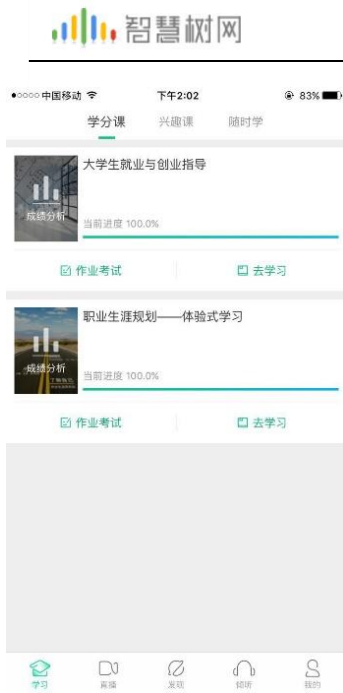 智慧树网
中国移动 下午2:02 83%
学分课 兴趣课 随时学
大学生就业与创业指导
成绩分析
当前进度 100.0%
作业考试 去学习
职业生涯规划——体验式学习
成绩分析
当前进度 100.0%
作业考试 去学习
学习 直播 发现 倾听 我的